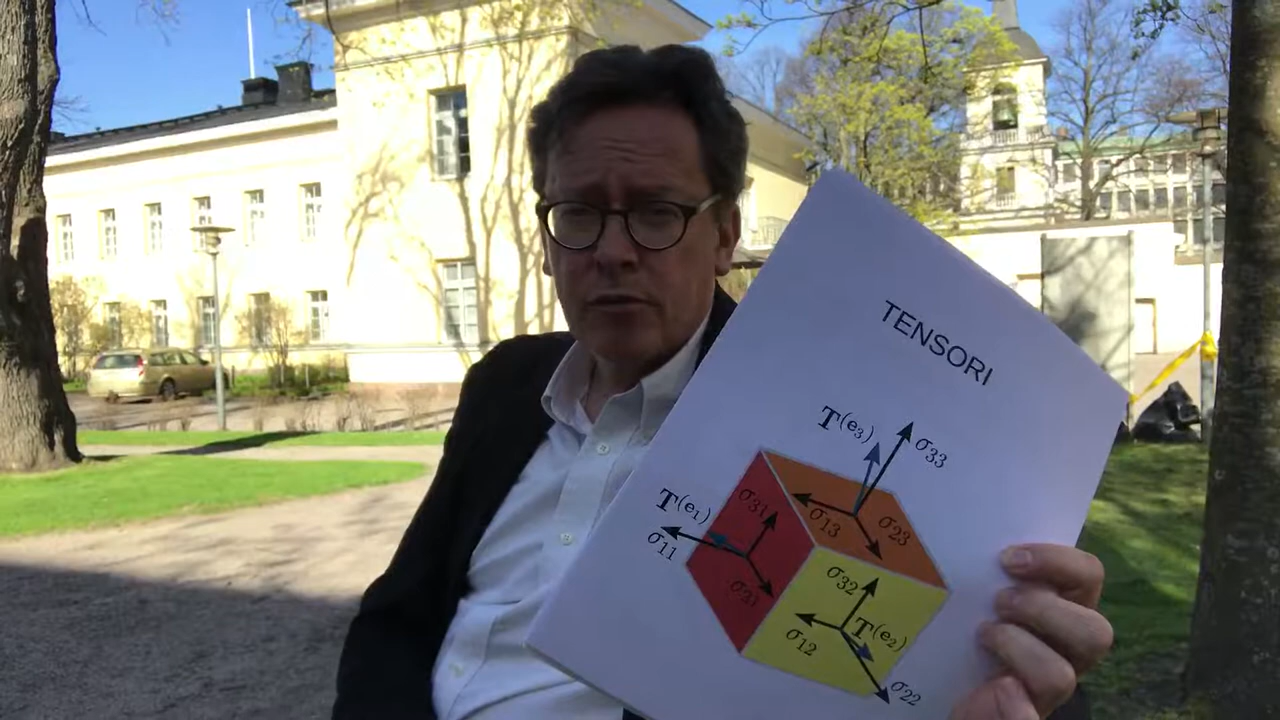 TENSORI
T^(e₃)
σ₃₃
T^(e₁)
σ₃₁
σ₁₃
σ₂₃
σ₁₁
σ₂₁
σ₃₂
T^(e₂)
σ₁₂
σ₂₂